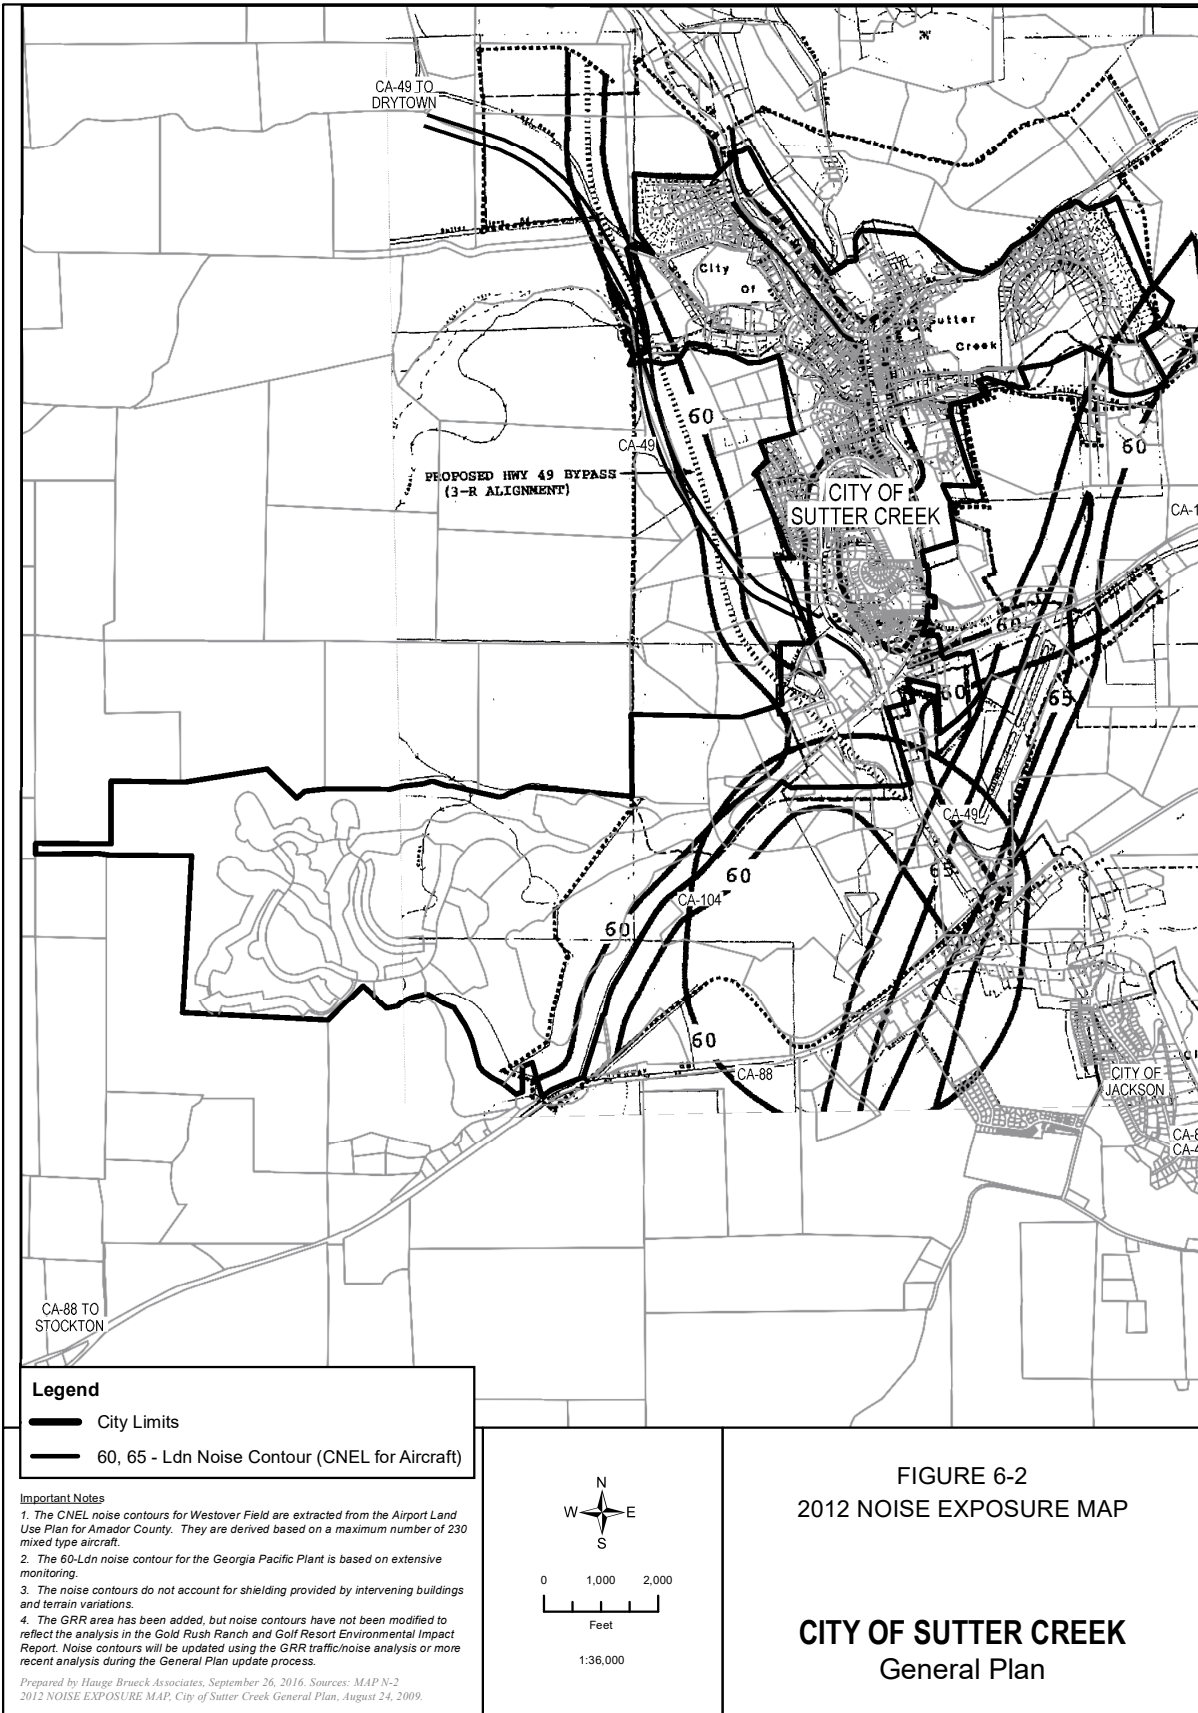 CA-49 TO
DRYTOWN
City
Of
Sutter
Creek
60
CA-49
PROPOSED HWY 49 BYPASS
(3-R ALIGNMENT)
60
CITY OF
SUTTER CREEK
CA-1
60
60
65
CA-49
65
60
CA-104
60
60
CA-88
CITY OF
JACKSON
CA-8
CA-4
CA-88 TO
STOCKTON
Legend
City Limits
60, 65 - Ldn Noise Contour (CNEL for Aircraft)
Important Notes
1. The CNEL noise contours for Westover Field are extracted from the Airport Land
Use Plan for Amador County. They are derived based on a maximum number of 230
mixed type aircraft.
2. The 60-Ldn noise contour for the Georgia Pacific Plant is based on extensive
monitoring.
3. The noise contours do not account for shielding provided by intervening buildings
and terrain variations.
4. The GRR area has been added, but noise contours have not been modified to
reflect the analysis in the Gold Rush Ranch and Golf Resort Environmental Impact
Report. Noise contours will be updated using the GRR traffic/noise analysis or more
recent analysis during the General Plan update process.
Prepared by Hauge Brueck Associates, September 26, 2016. Sources: MAP N-2
2012 NOISE EXPOSURE MAP, City of Sutter Creek General Plan, August 24, 2009.
N
W E
S
0 1,000 2,000
Feet
1:36,000
FIGURE 6-2
2012 NOISE EXPOSURE MAP
CITY OF SUTTER CREEK
General Plan